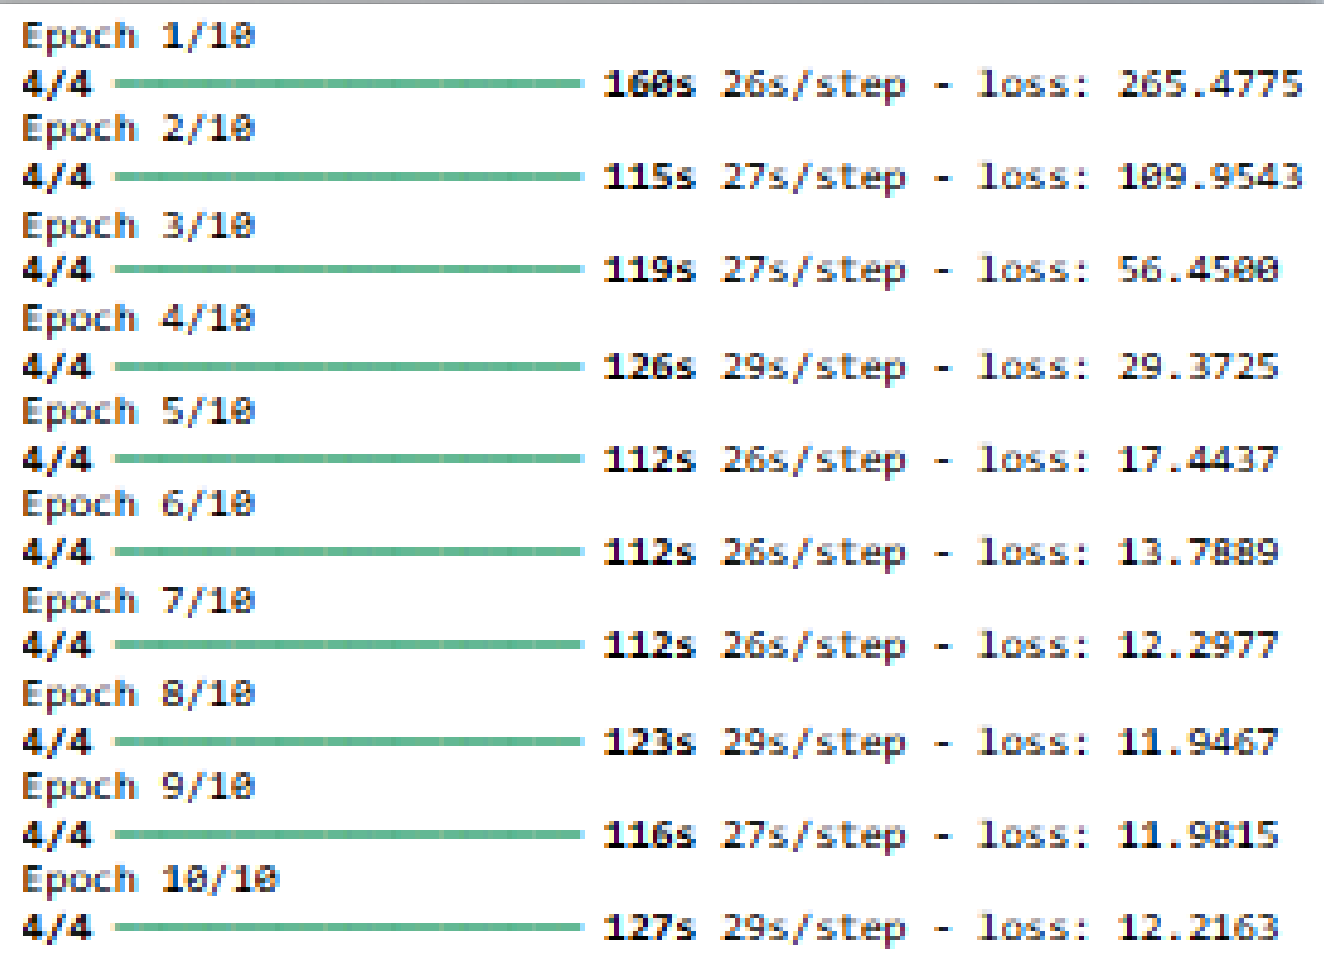 Epoch 1/10
4/4 160s 26s/step - loss: 265.4775
Epoch 2/10
4/4 115s 27s/step - loss: 109.9543
Epoch 3/10
4/4 119s 27s/step - loss: 56.4500
Epoch 4/10
4/4 126s 29s/step - loss: 29.3725
Epoch 5/10
4/4 112s 26s/step - loss: 17.4437
Epoch 6/10
4/4 112s 26s/step - loss: 13.7889
Epoch 7/10
4/4 112s 26s/step - loss: 12.2977
Epoch 8/10
4/4 123s 29s/step - loss: 11.9467
Epoch 9/10
4/4 116s 27s/step - loss: 11.9815
Epoch 10/10
4/4 127s 29s/step - loss: 12.2163